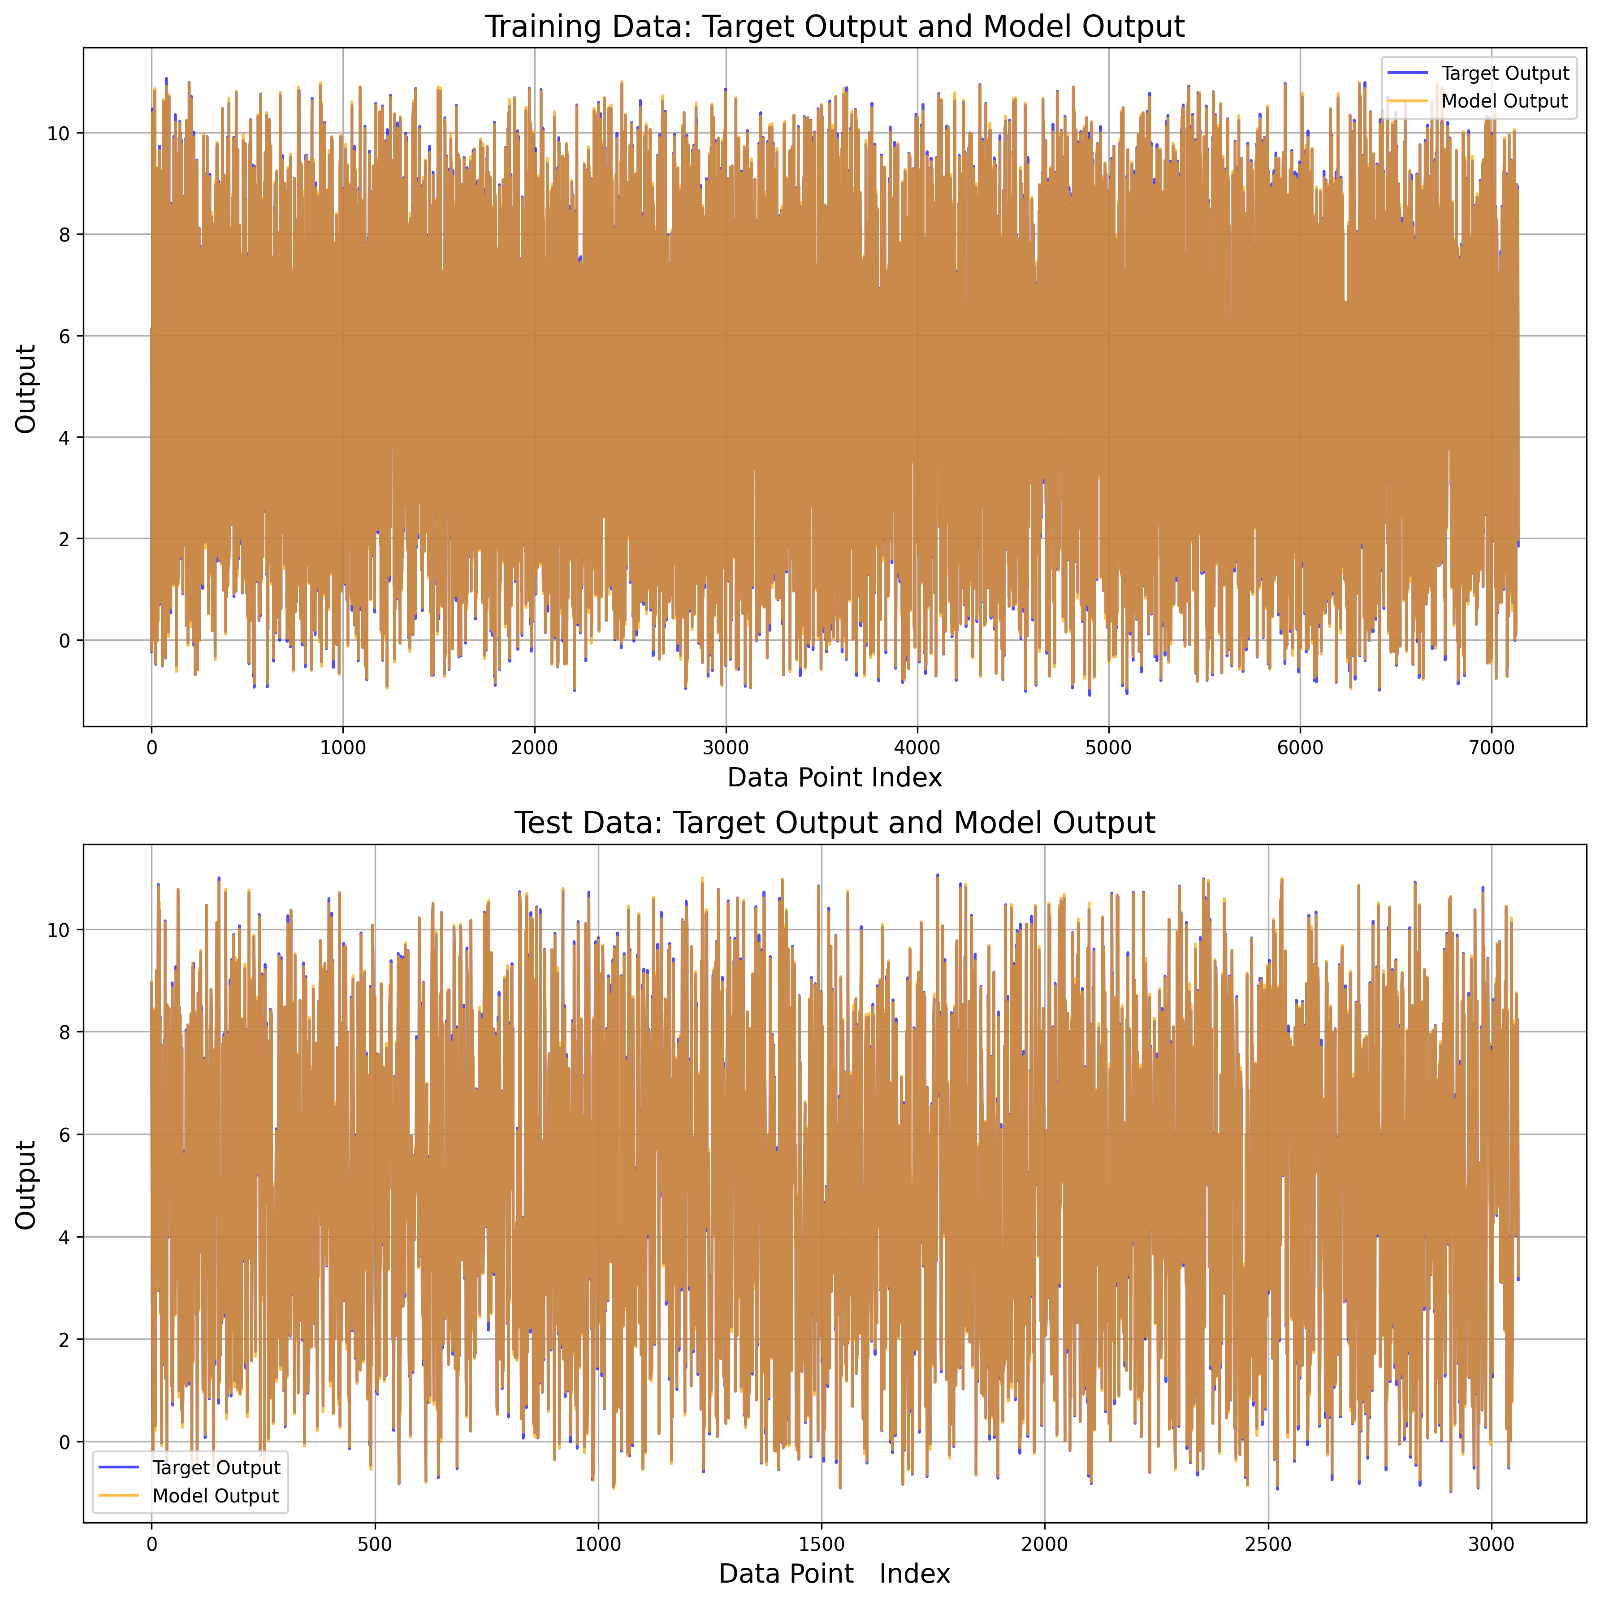 Training Data: Target Output and Model Output
Target Output
Model Output
10
8
6
4
2
0
Output
0 1000 2000 3000 4000 5000 6000 7000
Data Point Index
Test Data: Target Output and Model Output
10
8
6
4
2
0
Output
Target Output
Model Output
0 500 1000 1500 2000 2500 3000
Data Point Index